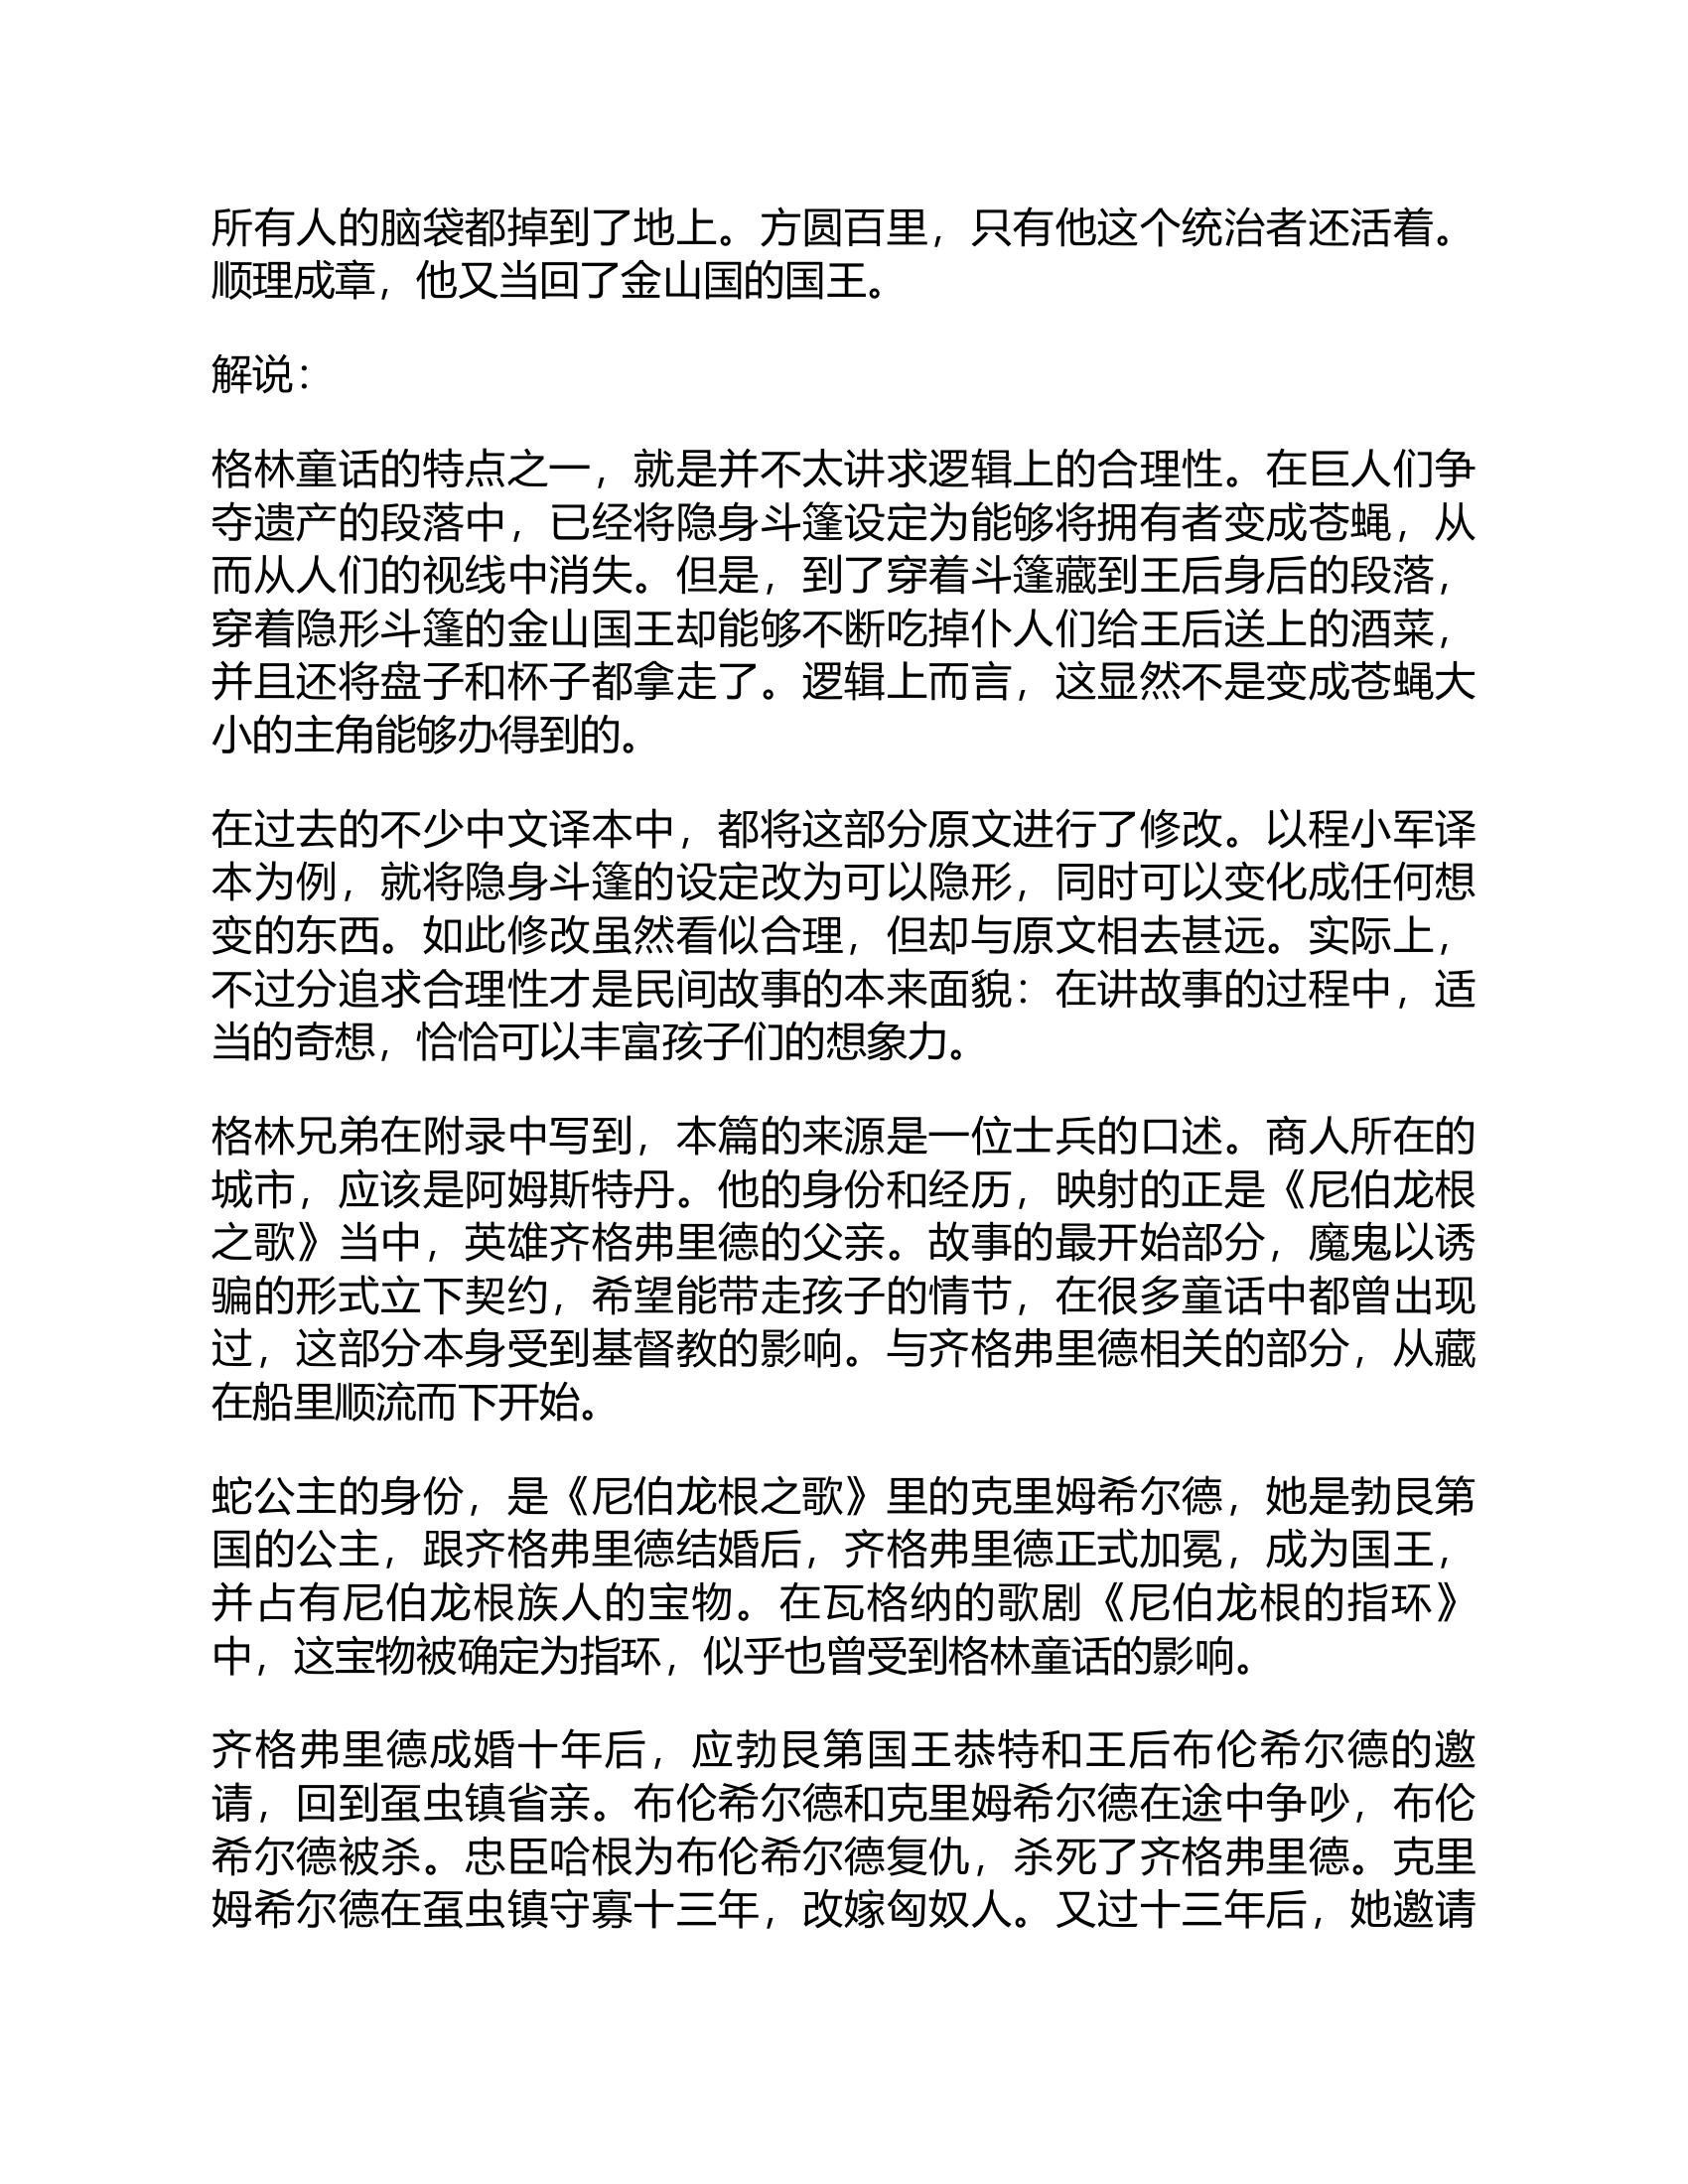 所有人的脑袋都掉到了地上。方圆百里，只有他这个统治者还活着。
顺理成章，他又当回了金山国的国王。
解说：
格林童话的特点之一，就是并不太讲求逻辑上的合理性。在巨人们争
夺遗产的段落中，已经将隐身斗篷设定为能够将拥有者变成苍蝇，从
而从人们的视线中消失。但是，到了穿着斗篷藏到王后身后的段落，
穿着隐形斗篷的金山国王却能够不断吃掉仆人们给王后送上的酒菜，
并且还将盘子和杯子都拿走了。逻辑上而言，这显然不是变成苍蝇大
小的主角能够办得到的。
在过去的不少中文译本中，都将这部分原文进行了修改。以程小军译
本为例，就将隐身斗篷的设定改为可以隐形，同时可以变化成任何想
变的东西。如此修改虽然看似合理，但却与原文相去甚远。实际上，
不过分追求合理性才是民间故事的本来面貌：在讲故事的过程中，适
当的奇想，恰恰可以丰富孩子们的想象力。
格林兄弟在附录中写到，本篇的来源是一位士兵的口述。商人所在的
城市，应该是阿姆斯特丹。他的身份和经历，映射的正是《尼伯龙根
之歌》当中，英雄齐格弗里德的父亲。故事的最开始部分，魔鬼以诱
骗的形式立下契约，希望能带走孩子的情节，在很多童话中都曾出现
过，这部分本身受到基督教的影响。与齐格弗里德相关的部分，从藏
在船里顺流而下开始。
蛇公主的身份，是《尼伯龙根之歌》里的克里姆希尔德，她是勃艮第
国的公主，跟齐格弗里德结婚后，齐格弗里德正式加冕，成为国王，
并占有尼伯龙根族人的宝物。在瓦格纳的歌剧《尼伯龙根的指环》
中，这宝物被确定为指环，似乎也曾受到格林童话的影响。
齐格弗里德成婚十年后，应勃艮第国王恭特和王后布伦希尔德的邀
请，回到虿虫镇省亲。布伦希尔德和克里姆希尔德在途中争吵，布伦
希尔德被杀。忠臣哈根为布伦希尔德复仇，杀死了齐格弗里德。克里
姆希尔德在虿虫镇守寡十三年，改嫁匈奴人。又过十三年后，她邀请